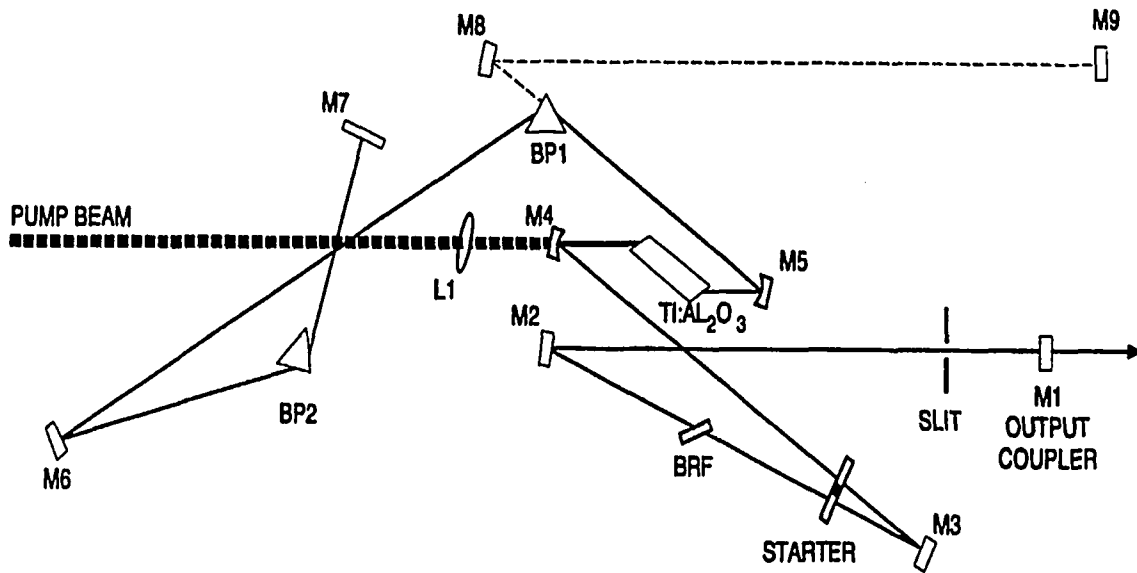 M8
M9
M7
BP1
PUMP BEAM
M4
L1
M5
TI:AL2O3
M2
BP2
SLIT
M1
OUTPUT
COUPLER
M6
BRF
M3
STARTER